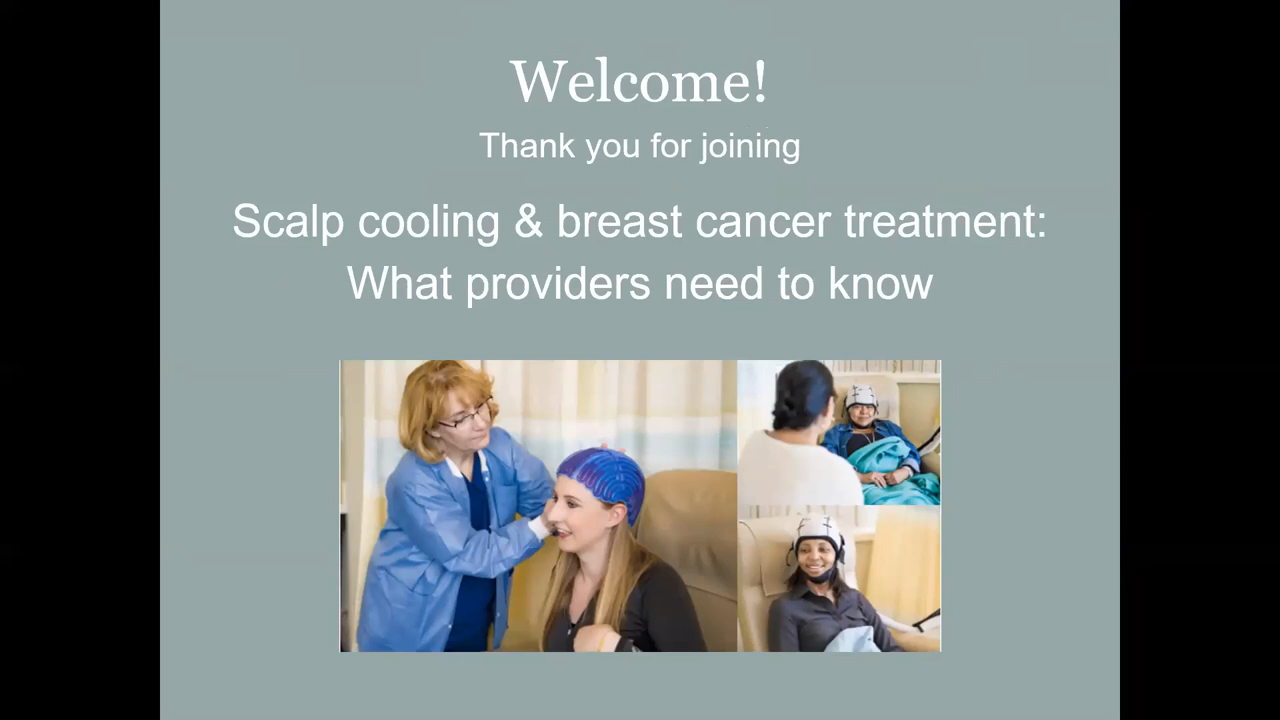 Welcome!
Thank you for joining
Scalp cooling & breast cancer treatment:
What providers need to know